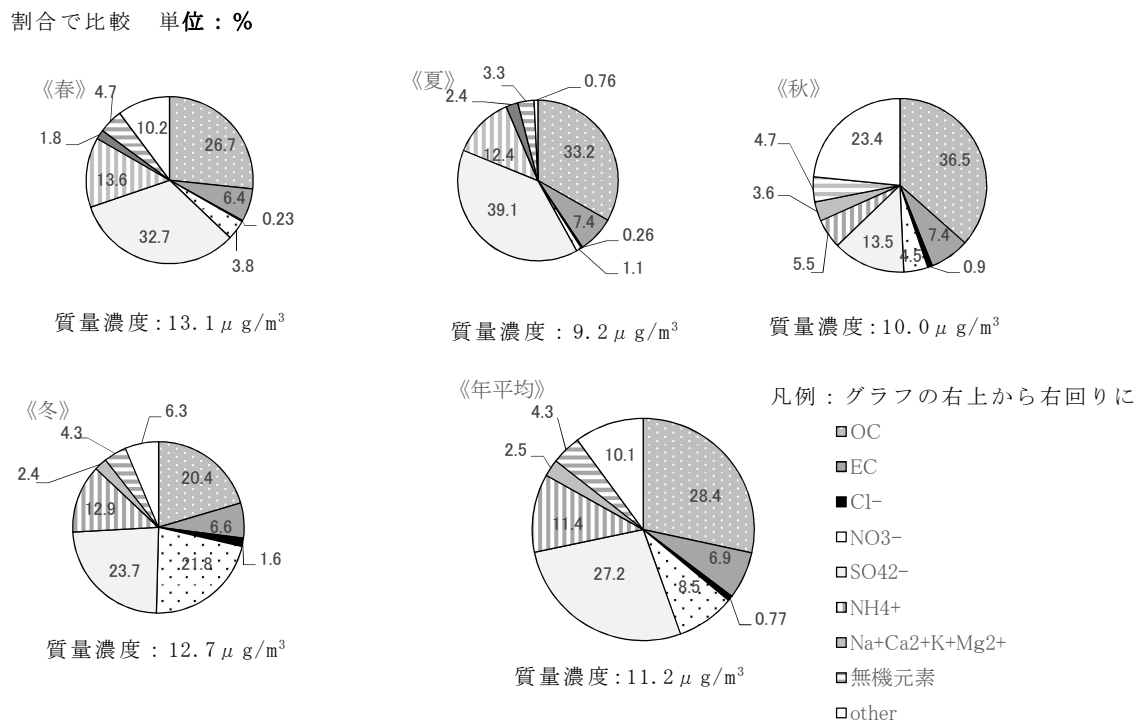 割合で比較　単位：%
《春》
26.7
6.4
0.23
3.8
32.7
13.6
1.8
4.7
10.2
質量濃度:13.1μg/m³
《夏》
33.2
7.4
0.26
1.1
39.1
12.4
2.4
3.3
0.76
質量濃度：9.2μg/m³
《秋》
36.5
7.4
0.9
4.5
13.5
5.5
3.6
4.7
23.4
質量濃度:10.0μg/m³
《冬》
20.4
6.6
1.6
21.8
23.7
12.9
2.4
4.3
6.3
質量濃度：12.7μg/m³
《年平均》
28.4
6.9
0.77
8.5
27.2
11.4
2.5
4.3
10.1
質量濃度:11.2μg/m³
凡例：グラフの右上から右回りに
OC
EC
Cl-
NO3-
SO42-
NH4+
Na+Ca2+K+Mg2+
無機元素
other